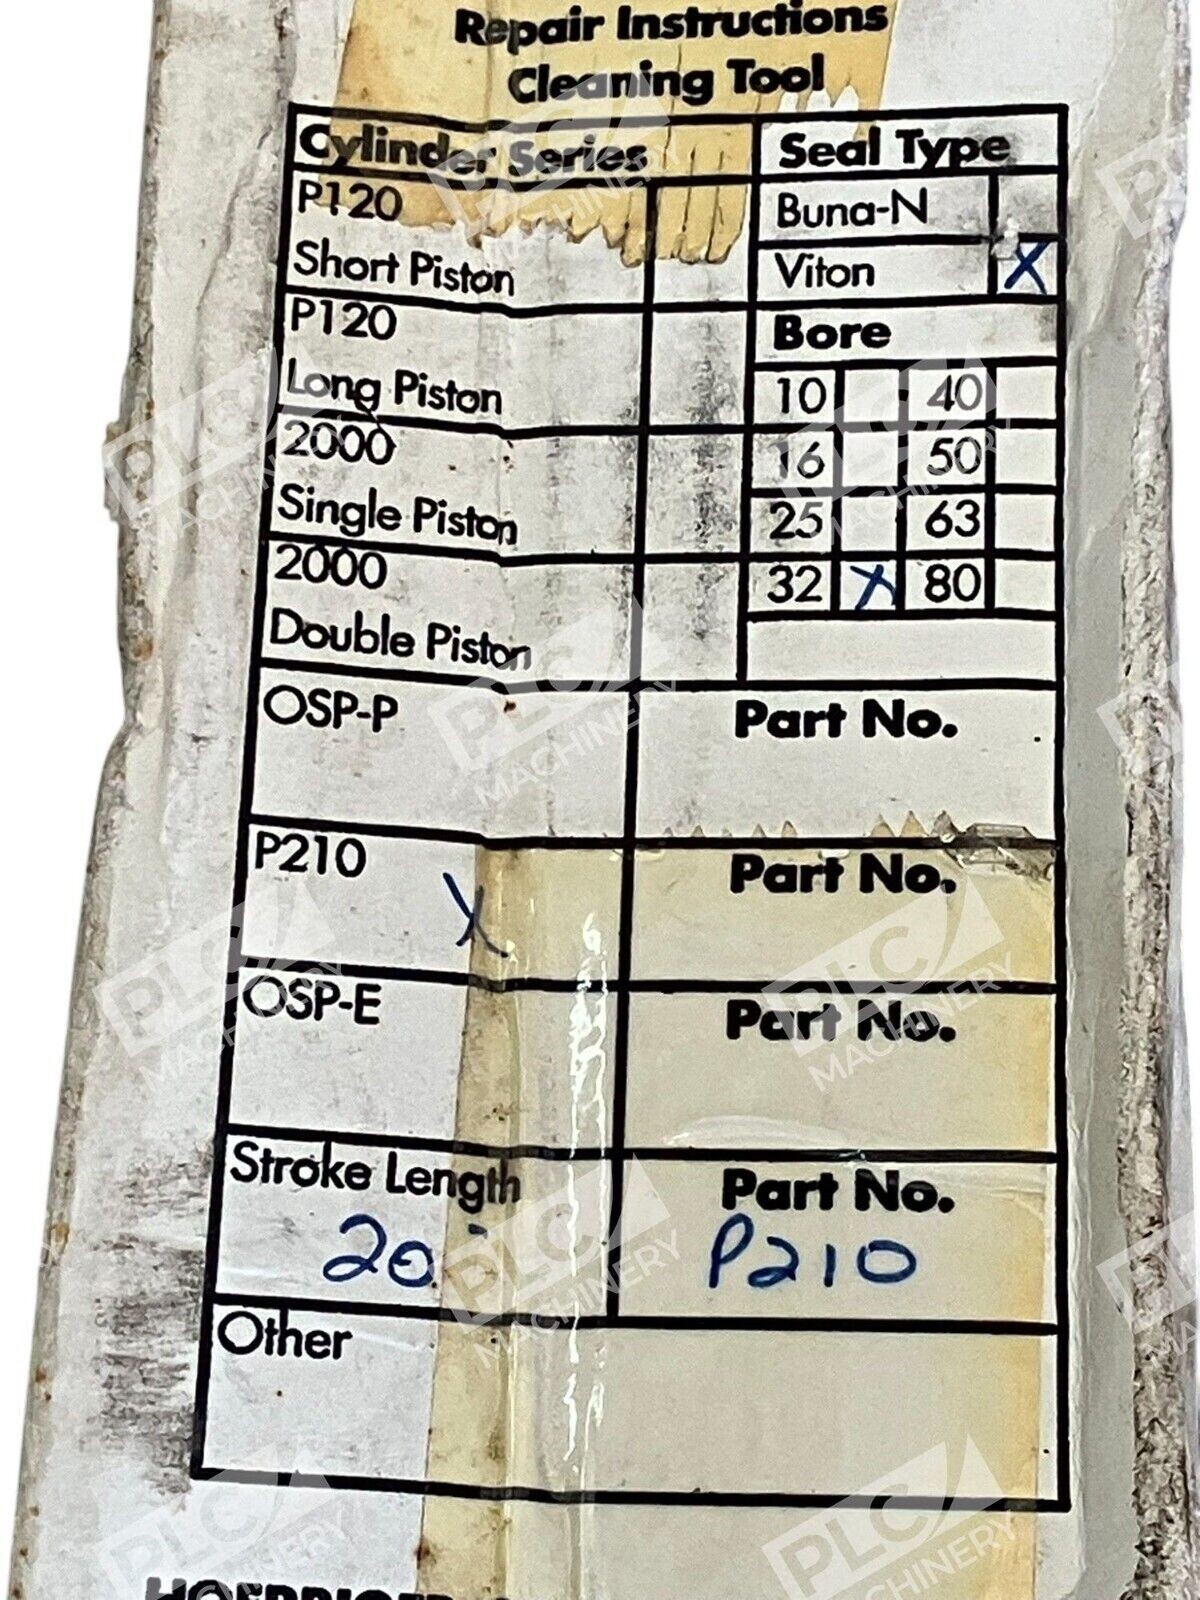 Repair Instructions
Cleaning Tool
Cylinder Series
Seal Type
P120
Short Piston
Buna-N
Viton X
P120
Long Piston
Bore
10 40
16 50
25 63
32 X 80
2000
Single Piston
2000
Double Piston
OSP-P
Part No.
P210 X
Part No.
OSP-E
Part No.
Stroke Length
20"
Part No.
P210
Other
PLC MACHINERY